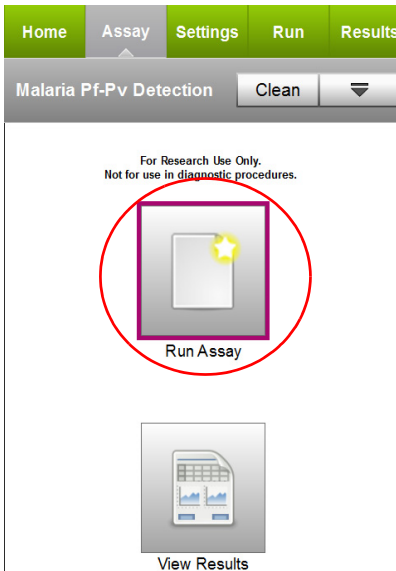 Home Assay Settings Run Results
Malaria Pf-Pv Detection Clean
For Research Use Only.
Not for use in diagnostic procedures.
Run Assay
View Results